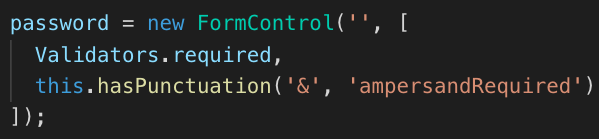 password = new FormControl('', [
  Validators.required,
  this.hasPunctuation('&', 'ampersandRequired')
]);